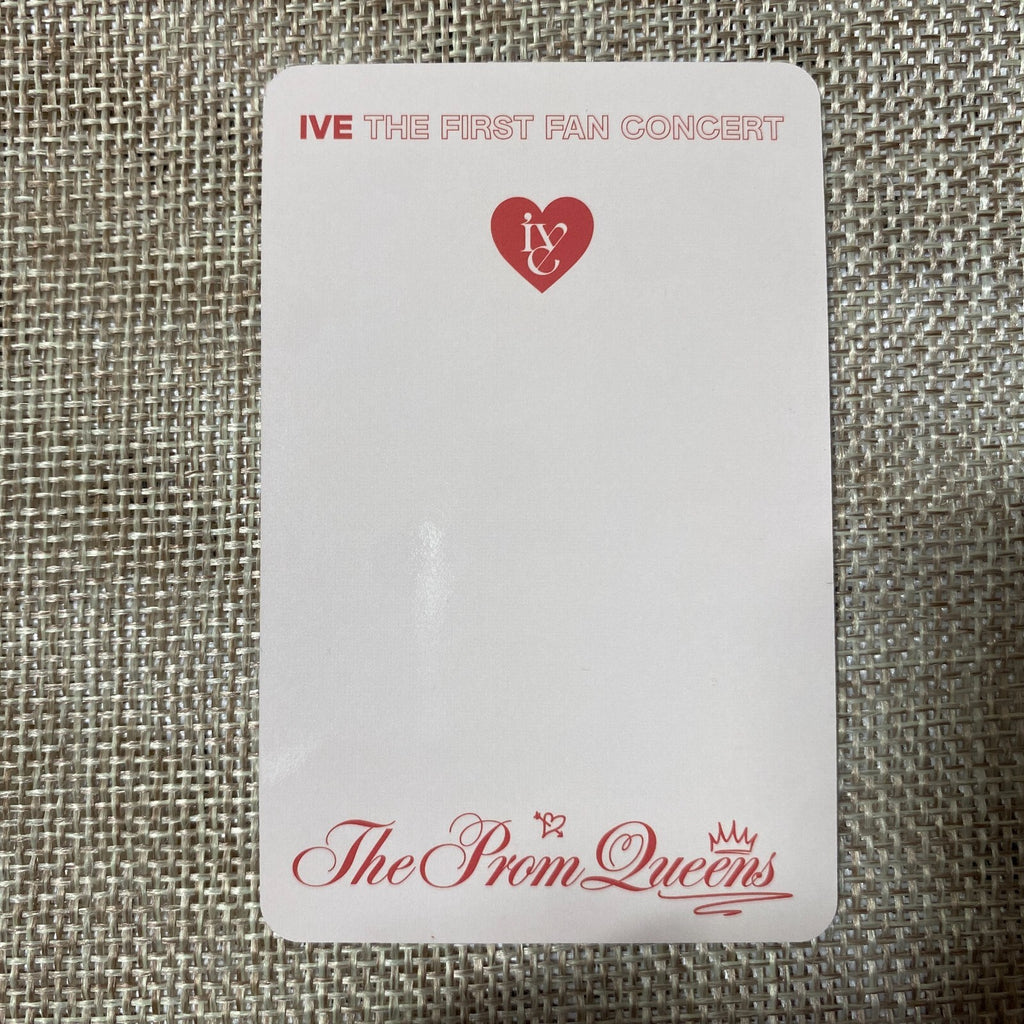 IVE THE FIRST FAN CONCERT
ive
The Prom Queens